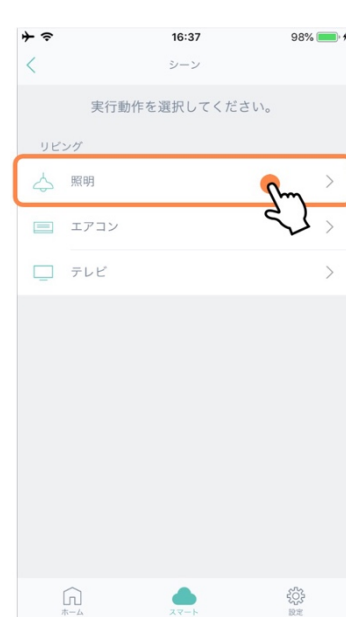 16:37
98%
シーン
実行動作を選択してください。
リビング
照明
エアコン
テレビ
ホーム
スマート
設定